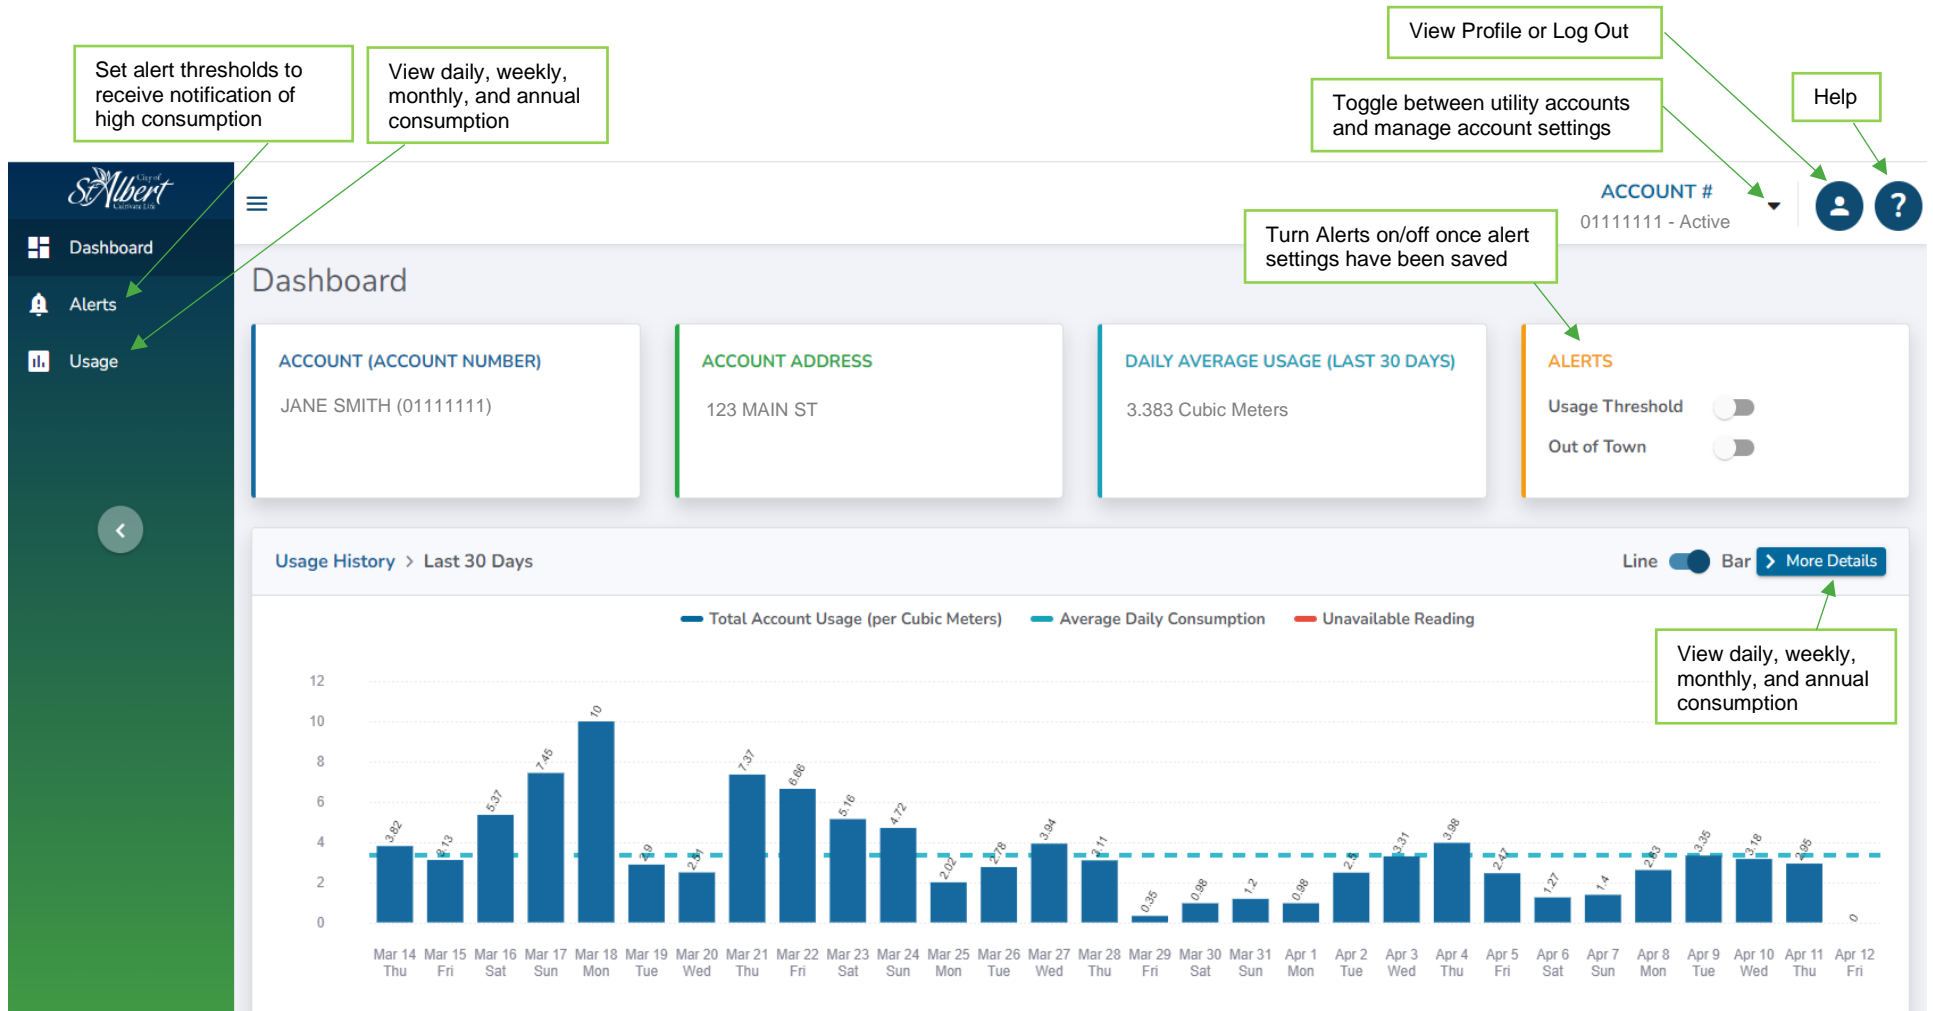 View Profile or Log Out
Set alert thresholds to
receive notification of
high consumption
View daily, weekly,
monthly, and annual
consumption
Toggle between utility accounts
and manage account settings
Help
City of
St. Albert
Cultivate Life
ACCOUNT #
01111111 - Active
Turn Alerts on/off once alert
settings have been saved
Dashboard
Alerts
Usage
Dashboard
ACCOUNT (ACCOUNT NUMBER)
JANE SMITH (01111111)
ACCOUNT ADDRESS
123 MAIN ST
DAILY AVERAGE USAGE (LAST 30 DAYS)
3.383 Cubic Meters
ALERTS
Usage Threshold
Out of Town
Usage History > Last 30 Days
Line Bar > More Details
Total Account Usage (per Cubic Meters) Average Daily Consumption Unavailable Reading
View daily, weekly,
monthly, and annual
consumption
12
10
8
6
4
2
0
3.82 3.13 5.37 7.45 10 2.9 2.51 7.37 6.66 5.16 4.72 2.02 2.78 3.94 3.11 0.35 0.98 1.2 0.98 2.5 3.31 3.98 2.47 1.27 1.4 2.63 3.35 3.18 2.95 0
Mar 14 Mar 15 Mar 16 Mar 17 Mar 18 Mar 19 Mar 20 Mar 21 Mar 22 Mar 23 Mar 24 Mar 25 Mar 26 Mar 27 Mar 28 Mar 29 Mar 30 Mar 31 Apr 1 Apr 2 Apr 3 Apr 4 Apr 5 Apr 6 Apr 7 Apr 8 Apr 9 Apr 10 Apr 11 Apr 12
Thu Fri Sat Sun Mon Tue Wed Thu Fri Sat Sun Mon Tue Wed Thu Fri Sat Sun Mon Tue Wed Thu Fri Sat Sun Mon Tue Wed Thu Fri